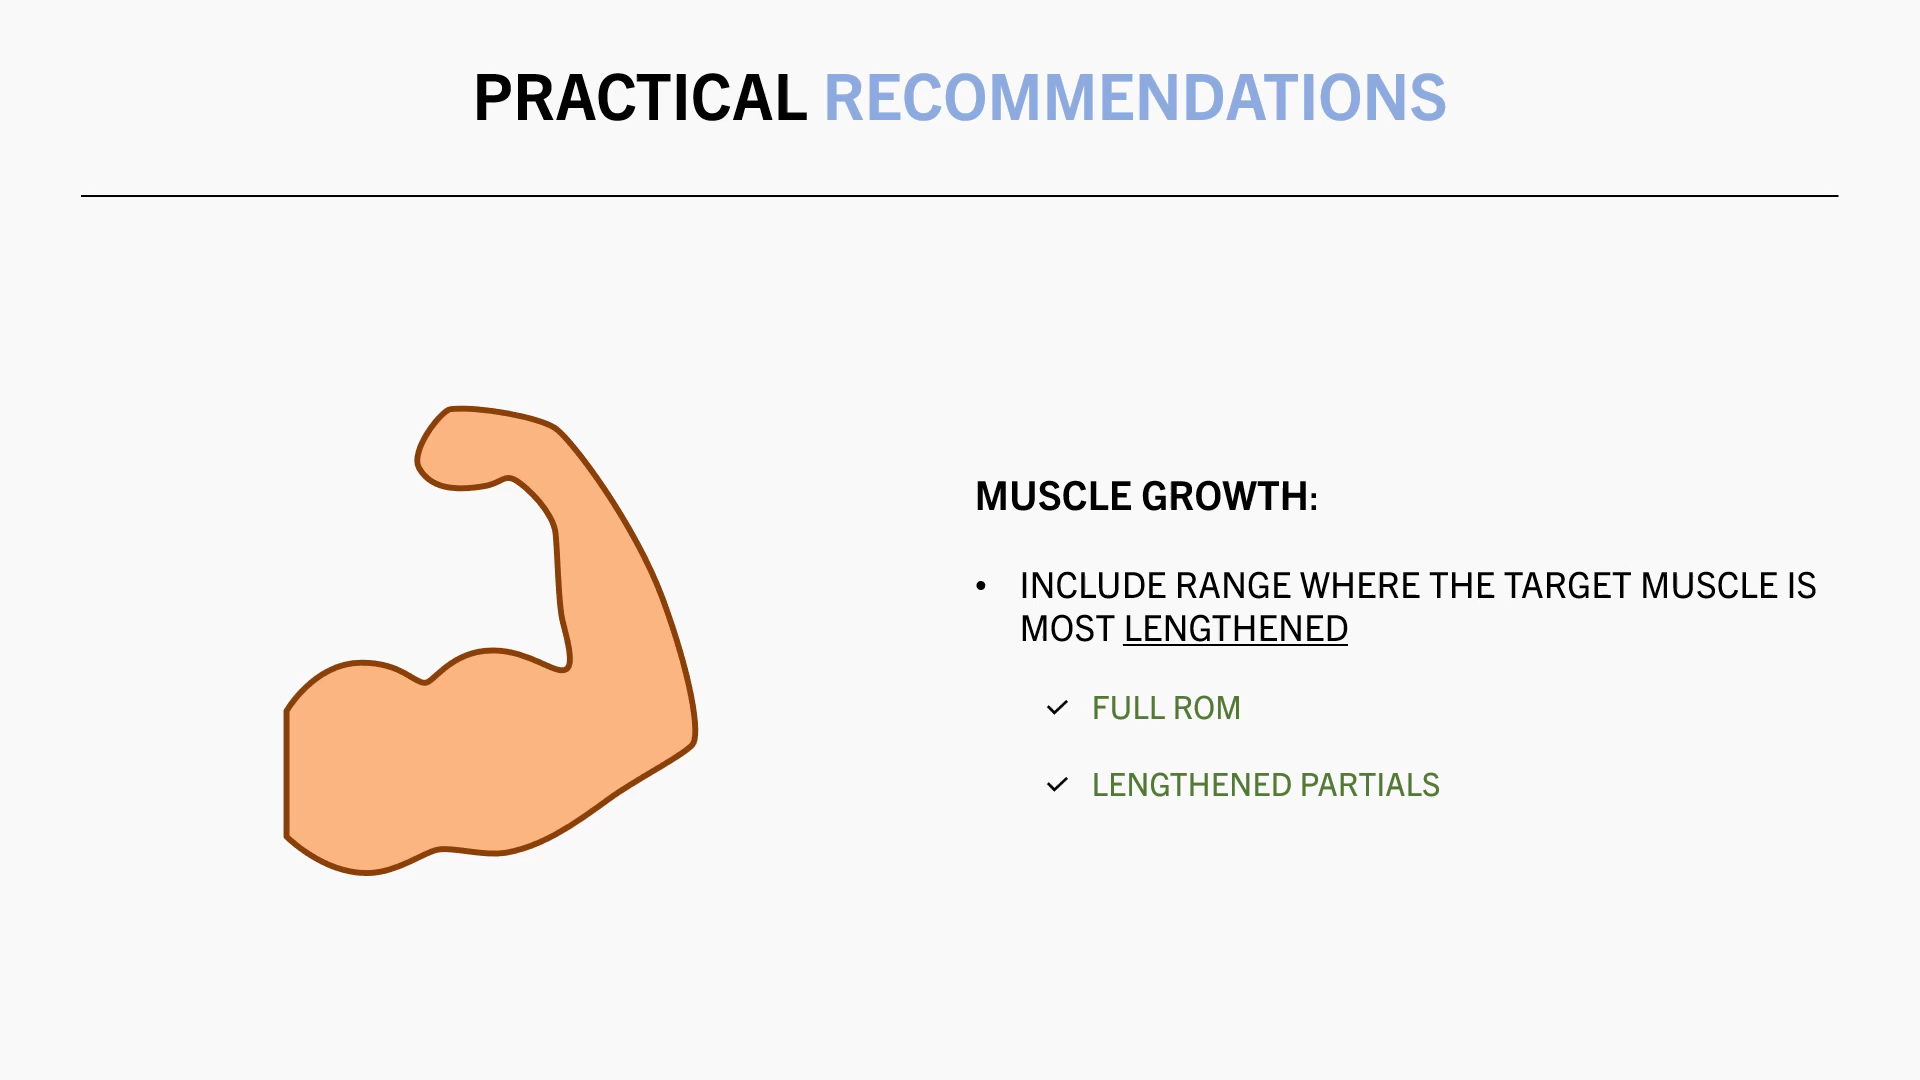 PRACTICAL RECOMMENDATIONS
MUSCLE GROWTH:
• INCLUDE RANGE WHERE THE TARGET MUSCLE IS
MOST LENGTHENED
✓ FULL ROM
✓ LENGTHENED PARTIALS